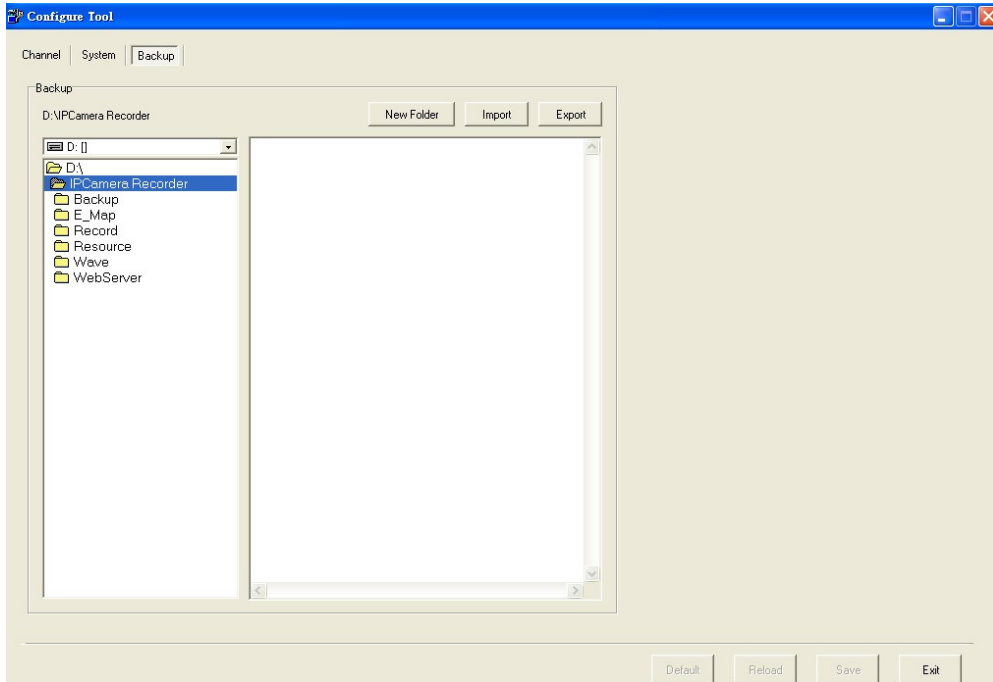 Configure Tool
Channel System Backup
Backup
D:\IPCamera Recorder
New Folder Import Export
D: []
D:\
IPCamera Recorder
Backup
E_Map
Record
Resource
Wave
WebServer
Default Reload Save Exit